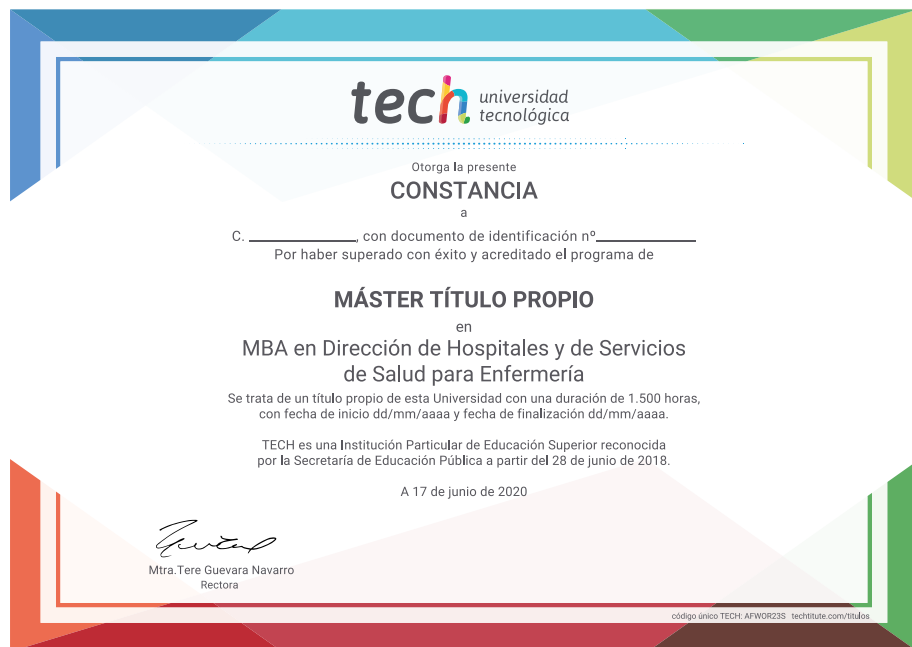 tech universidad
tecnológica
Otorga la presente
CONSTANCIA
a
C. ____________, con documento de identificación nº____________
Por haber superado con éxito y acreditado el programa de
MÁSTER TÍTULO PROPIO
en
MBA en Dirección de Hospitales y de Servicios
de Salud para Enfermería
Se trata de un título propio de esta Universidad con una duración de 1.500 horas,
con fecha de inicio dd/mm/aaaa y fecha de finalización dd/mm/aaaa.
TECH es una Institución Particular de Educación Superior reconocida
por la Secretaría de Educación Pública a partir del 28 de junio de 2018.
A 17 de junio de 2020
Mtra.Tere Guevara Navarro
Rectora
código único TECH: AFWOR23S techtitute.com/titulos